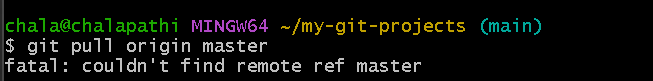 chala@chalapathi MINGW64 ~/my-git-projects (main)
$ git pull origin master
fatal: couldn't find remote ref master